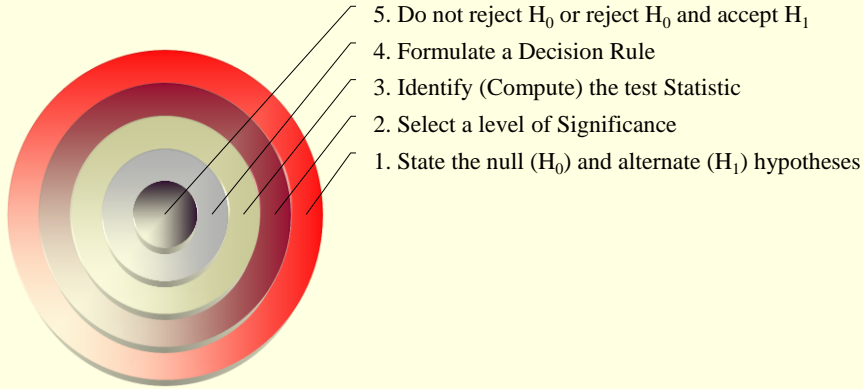 5. Do not reject H₀ or reject H₀ and accept H₁
4. Formulate a Decision Rule
3. Identify (Compute) the test Statistic
2. Select a level of Significance
1. State the null (H₀) and alternate (H₁) hypotheses